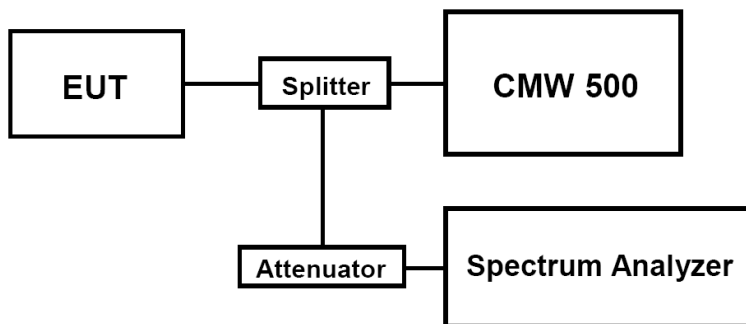 EUT
Splitter
CMW 500
Attenuator
Spectrum Analyzer